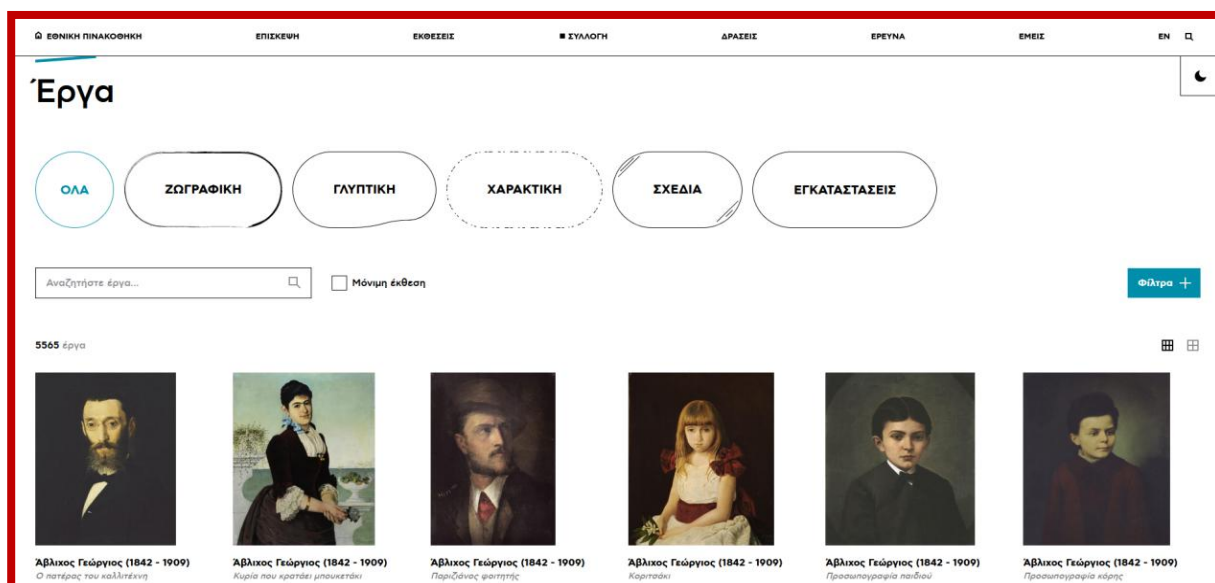 ΕΘΝΙΚΗ ΠΙΝΑΚΟΘΗΚΗ ΕΠΙΣΚΕΨΗ ΕΚΘΕΣΕΙΣ ΣΥΛΛΟΓΗ ΔΡΑΣΕΙΣ ΕΡΕΥΝΑ ΕΜΕΙΣ EN
Έργα
ΟΛΑ ΖΩΓΡΑΦΙΚΗ ΓΛΥΠΤΙΚΗ ΧΑΡΑΚΤΙΚΗ ΣΧΕΔΙΑ ΕΓΚΑΤΑΣΤΑΣΕΙΣ
Αναζητήστε έργα... Μόνιμη έκθεση Φίλτρα +
5565 έργα
Άβλιχος Γεώργιος (1842 - 1909) Άβλιχος Γεώργιος (1842 - 1909) Άβλιχος Γεώργιος (1842 - 1909) Άβλιχος Γεώργιος (1842 - 1909) Άβλιχος Γεώργιος (1842 - 1909) Άβλιχος Γεώργιος (1842 - 1909)
Ο πατέρας του καλλιτέχνη Κυρία που κρατάει μπουκετάκι Παριζιάνος φοιτητής Κοριτσάκι Προσωπογραφία παιδιού Προσωπογραφία κόρης